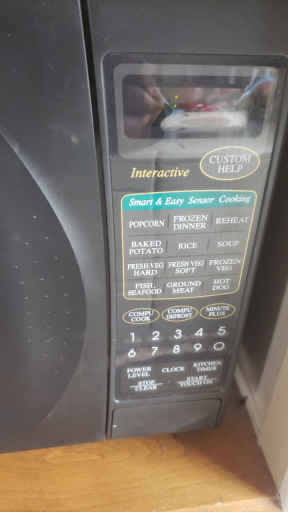 Interactive
CUSTOM
HELP
Smart & Easy Sensor Cooking
POPCORN
FROZEN
DINNER
REHEAT
BAKED
POTATO
RICE
SOUP
FRESH VEG
HARD
FRESH VEG
SOFT
FROZEN
VEG
FISH,
SEAFOOD
GROUND
MEAT
HOT
DOG
COMPU
COOK
COMPU
DEFROST
MINUTE
PLUS
1 2 3 4 5
6 7 8 9 0
POWER
LEVEL
CLOCK
KITCHEN
TIMER
STOP
CLEAR
START
TOUCH ON